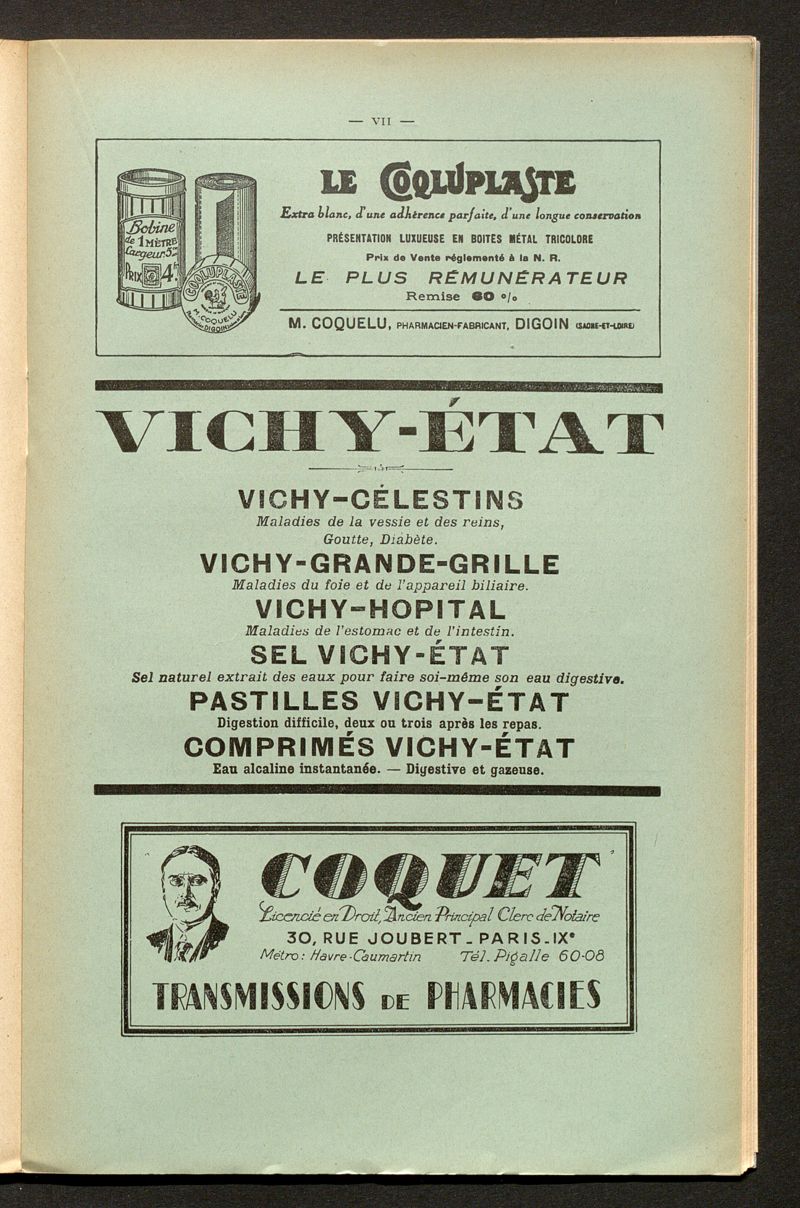 — VII —
Bobine
de 1 MÈTRE
Largeur: 5cm
PRIX 4f.
COQLUPLASTE
M. COQUELU
DIGOIN
LE COQLUPLASTE
Extra blanc, d'une adhérence parfaite, d'une longue conservation
PRÉSENTATION LUXUEUSE EN BOITES MÉTAL TRICOLORE
Prix de Vente réglementé à la N. R.
LE PLUS RÉMUNÉRATEUR
Remise 60 %
M. COQUELU, PHARMACIEN-FABRICANT, DIGOIN (SAONE-ET-LOIRE)
VICHY-ÉTAT
VICHY-CÉLESTINS
Maladies de la vessie et des reins,
Goutte, Diabète.
VICHY-GRANDE-GRILLE
Maladies du foie et de l'appareil biliaire.
VICHY-HOPITAL
Maladies de l'estomac et de l'intestin.
SEL VICHY-ÉTAT
Sel naturel extrait des eaux pour faire soi-même son eau digestive.
PASTILLES VICHY-ÉTAT
Digestion difficile, deux ou trois après les repas.
COMPRIMÉS VICHY-ÉTAT
Eau alcaline instantanée. — Digestive et gazeuse.
COQUET
Licencié en Droit, Ancien Principal Clerc de Notaire
30, RUE JOUBERT - PARIS-IXe
Métro: Havre-Caumartin Tél. Pigalle 60-08
TRANSMISSIONS DE PHARMACIES